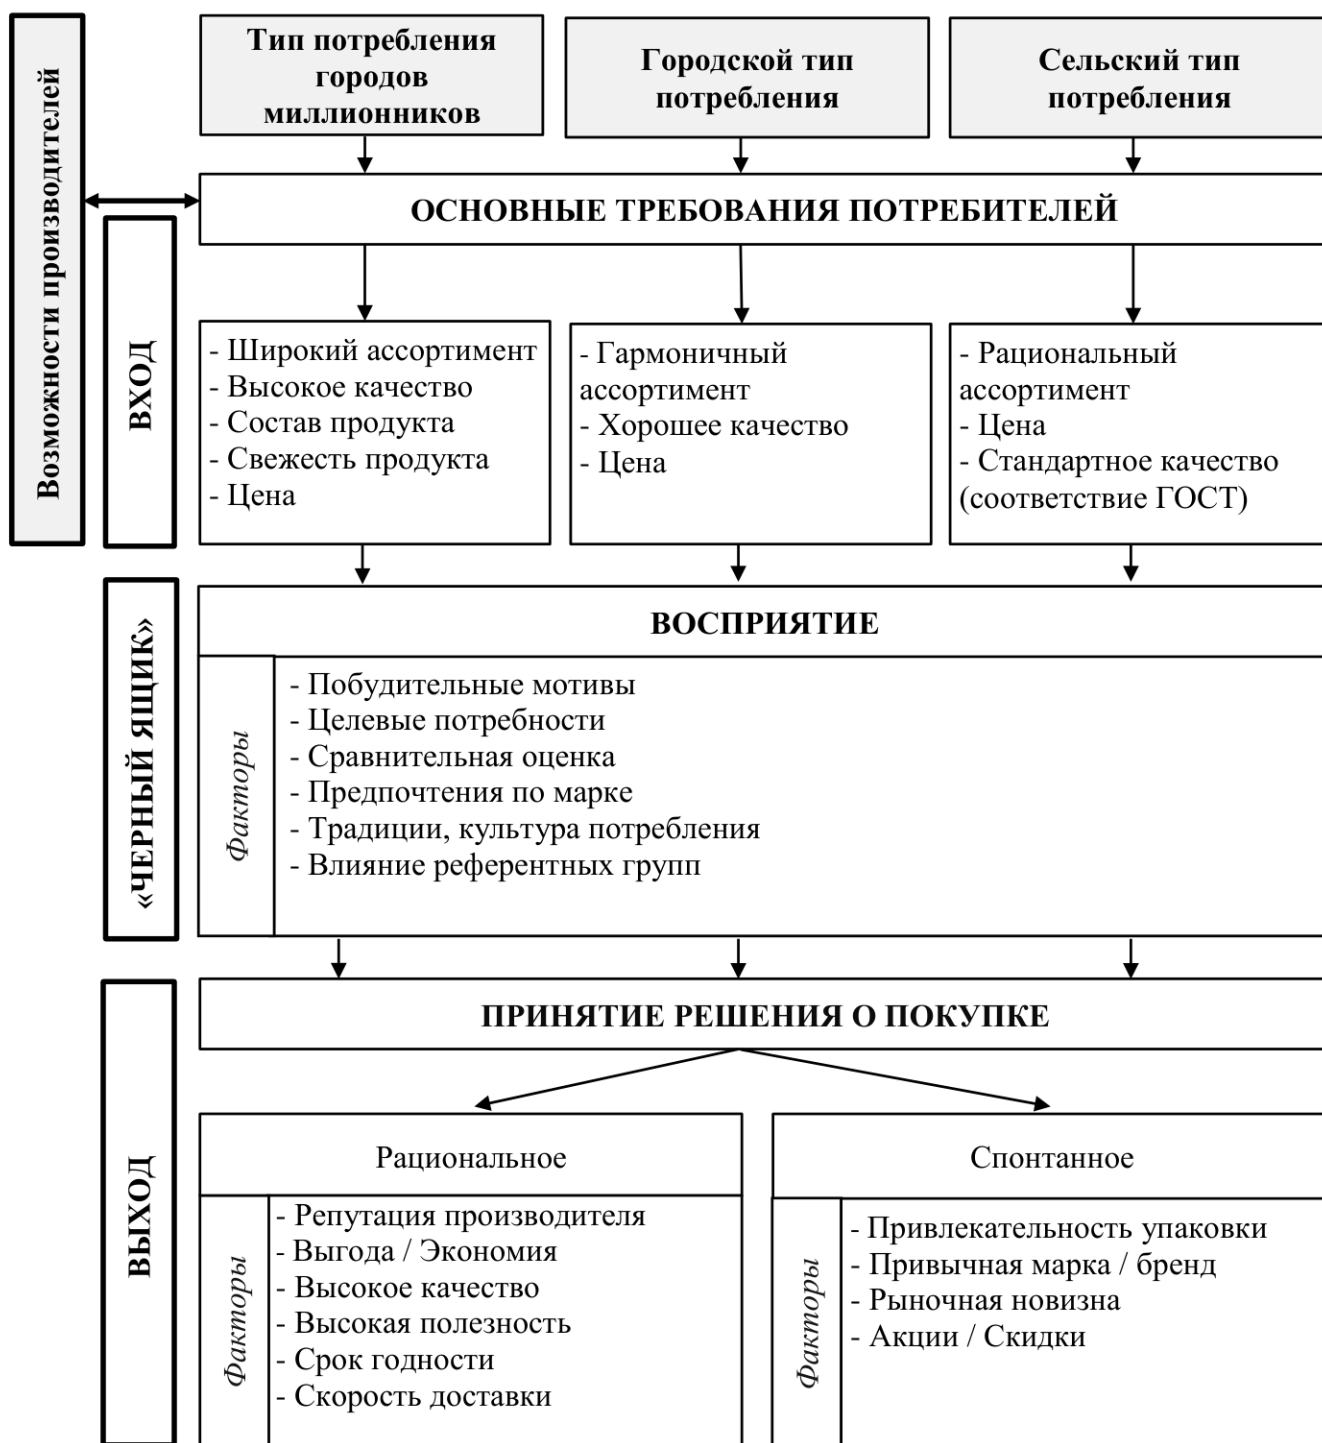 Возможности производителей
Тип потребления
городов
миллионников
Городской тип
потребления
Сельский тип
потребления
ОСНОВНЫЕ ТРЕБОВАНИЯ ПОТРЕБИТЕЛЕЙ
ВХОД
- Широкий ассортимент
- Высокое качество
- Состав продукта
- Свежесть продукта
- Цена
- Гармоничный
ассортимент
- Хорошее качество
- Цена
- Рациональный
ассортимент
- Цена
- Стандартное качество
(соответствие ГОСТ)
«ЧЕРНЫЙ ЯЩИК»
ВОСПРИЯТИЕ
Факторы
- Побудительные мотивы
- Целевые потребности
- Сравнительная оценка
- Предпочтения по марке
- Традиции, культура потребления
- Влияние референтных групп
ВЫХОД
ПРИНЯТИЕ РЕШЕНИЯ О ПОКУПКЕ
Рациональное
Факторы
- Репутация производителя
- Выгода / Экономия
- Высокое качество
- Высокая полезность
- Срок годности
- Скорость доставки
Спонтанное
Факторы
- Привлекательность упаковки
- Привычная марка / бренд
- Рыночная новизна
- Акции / Скидки